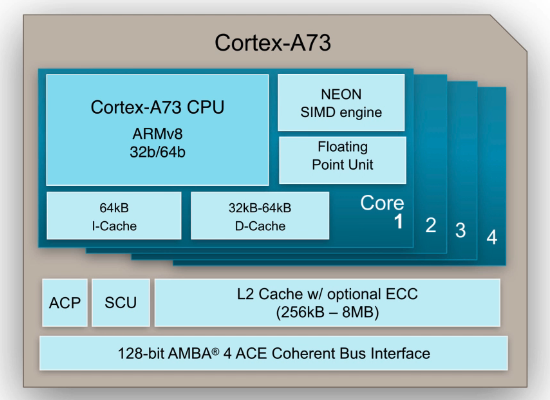 Cortex-A73
Cortex-A73 CPU
ARMv8
32b/64b
NEON
SIMD engine
Floating
Point Unit
64kB
I-Cache
32kB-64kB
D-Cache
Core
1
2
3
4
ACP
SCU
L2 Cache w/ optional ECC
(256kB – 8MB)
128-bit AMBA® 4 ACE Coherent Bus Interface